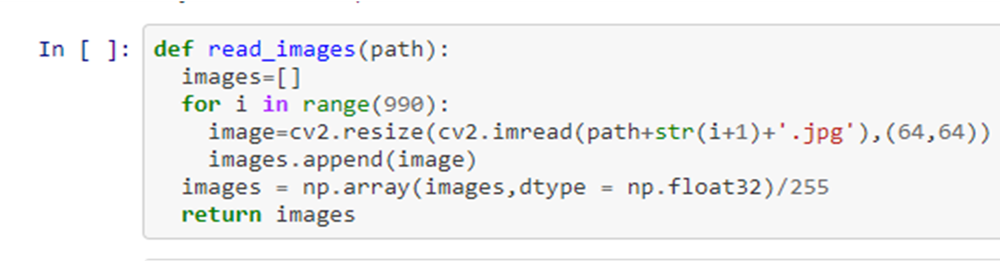 In [ ]: def read_images(path):
images=[]
for i in range(990):
image=cv2.resize(cv2.imread(path+str(i+1)+'.jpg'),(64,64))
images.append(image)
images = np.array(images,dtype = np.float32)/255
return images